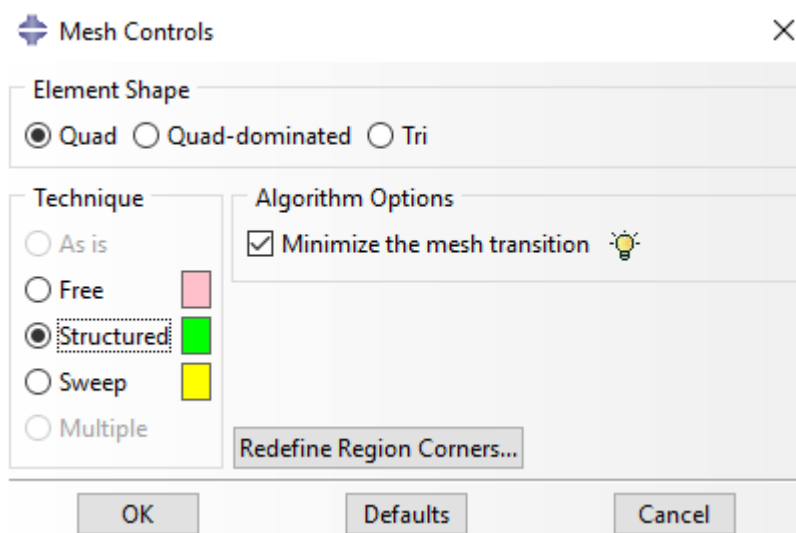 Mesh Controls
Element Shape
Quad Quad-dominated Tri
Technique
As is
Free
Structured
Sweep
Multiple
Algorithm Options
Minimize the mesh transition
Redefine Region Corners...
OK Defaults Cancel